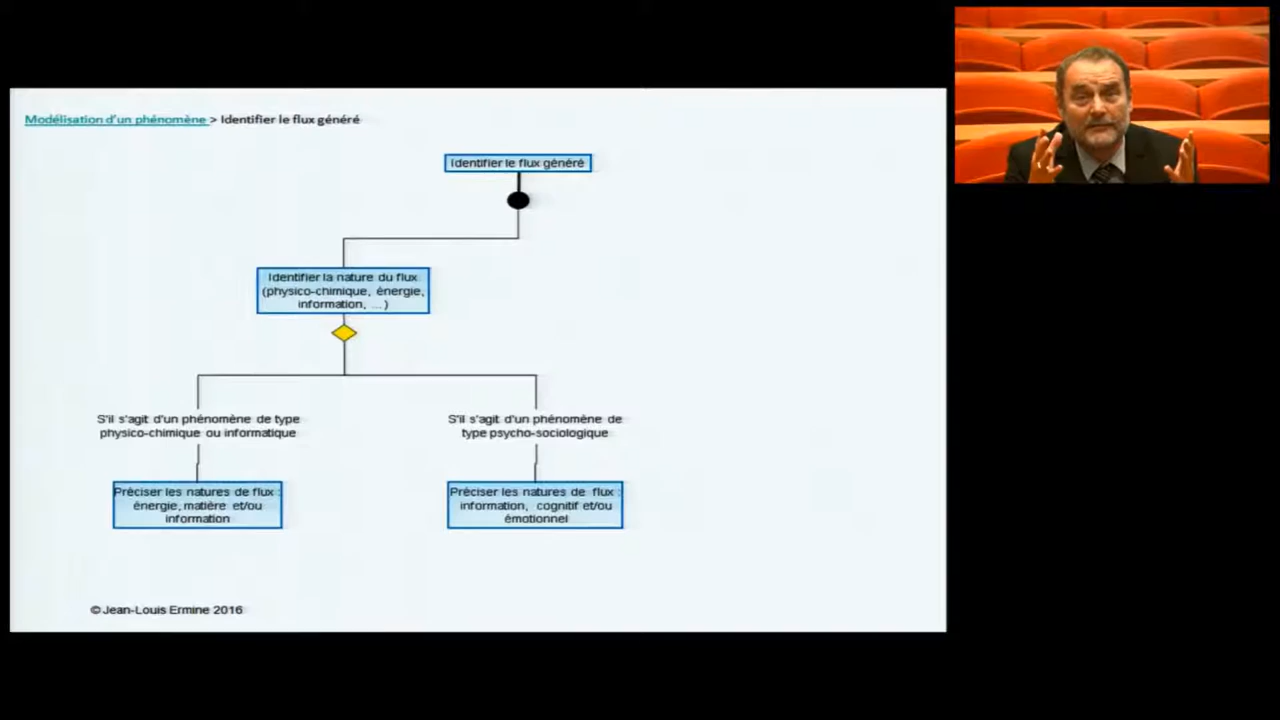 Modélisation d'un phénomène > Identifier le flux généré
Identifier le flux généré
Identifier la nature du flux
(physico-chimique, énergie,
information, ...)
S'il s'agit d'un phénomène de type
physico-chimique ou informatique
S'il s'agit d'un phénomène de
type psycho-sociologique
Préciser les natures de flux :
énergie, matière et/ou
information
Préciser les natures de flux :
information, cognitif et/ou
émotionnel
© Jean-Louis Ermine 2016